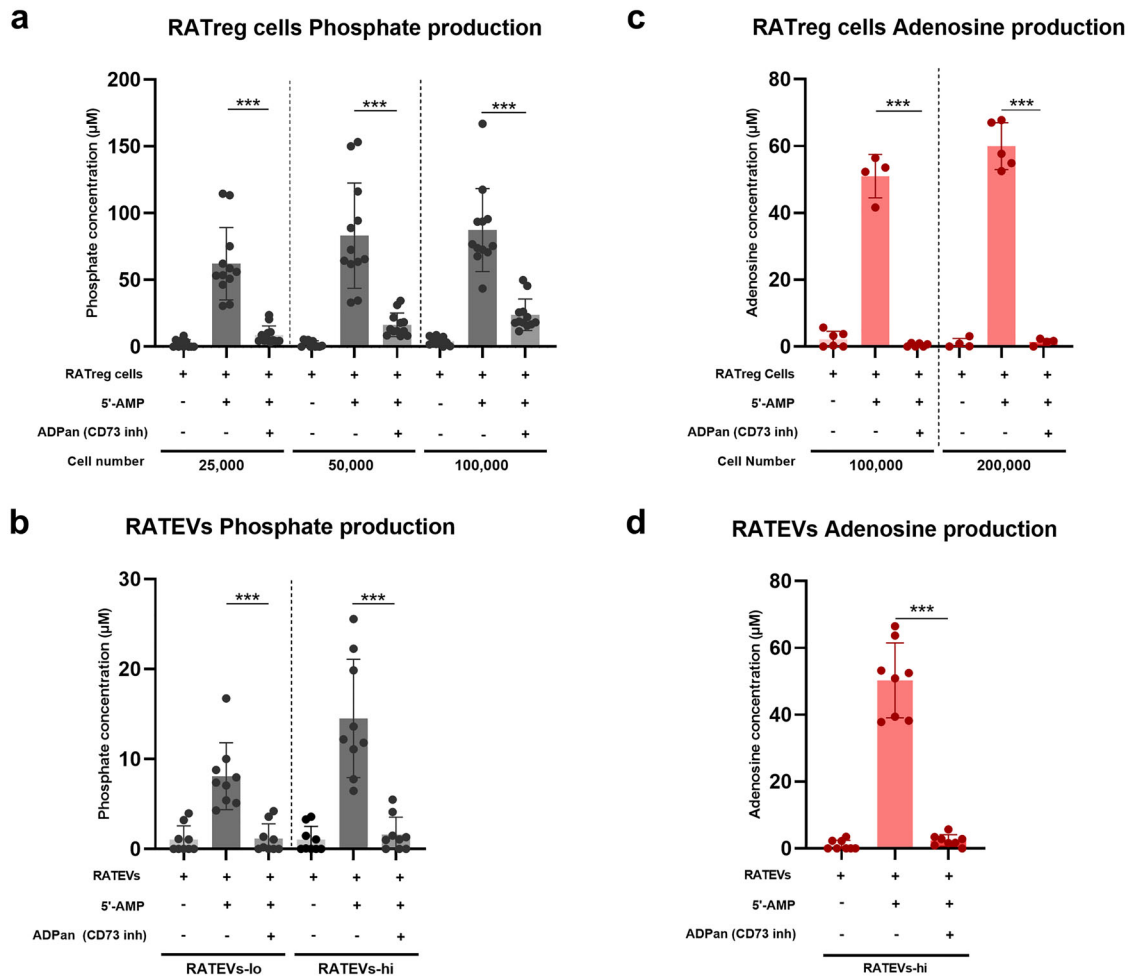 a
RATreg cells Phosphate production
Phosphate concentration (µM)
200
150
100
50
0
*** *** ***
RATreg cells + + + + + + + + +
5'-AMP - + + - + + - + +
ADPan (CD73 inh) - - + - - + - - +
Cell number 25,000 50,000 100,000
c
RATreg cells Adenosine production
Adenosine concentration (µM)
80
60
40
20
0
*** ***
RATreg Cells + + + + + +
5'-AMP - + + - + +
ADPan (CD73 inh) - - + - - +
Cell Number 100,000 200,000
b
RATEVs Phosphate production
Phosphate concentration (µM)
30
20
10
0
*** ***
RATEVs + + + + + +
5'-AMP - + + - + +
ADPan (CD73 inh) - - + - - +
RATEVs-lo RATEVs-hi
d
RATEVs Adenosine production
Adenosine concentration (µM)
80
60
40
20
0
***
RATEVs + + +
5'-AMP - + +
ADPan (CD73 inh) - - +
RATEVs-hi